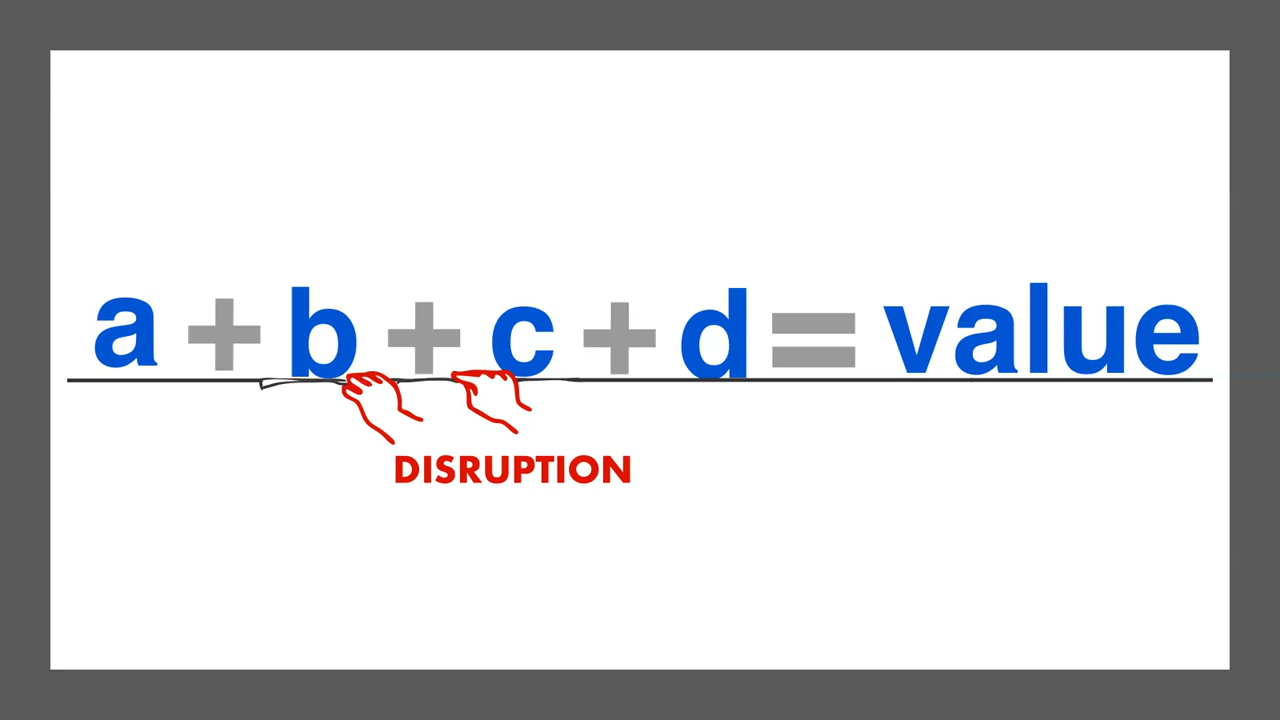 a + b + c + d = value
DISRUPTION